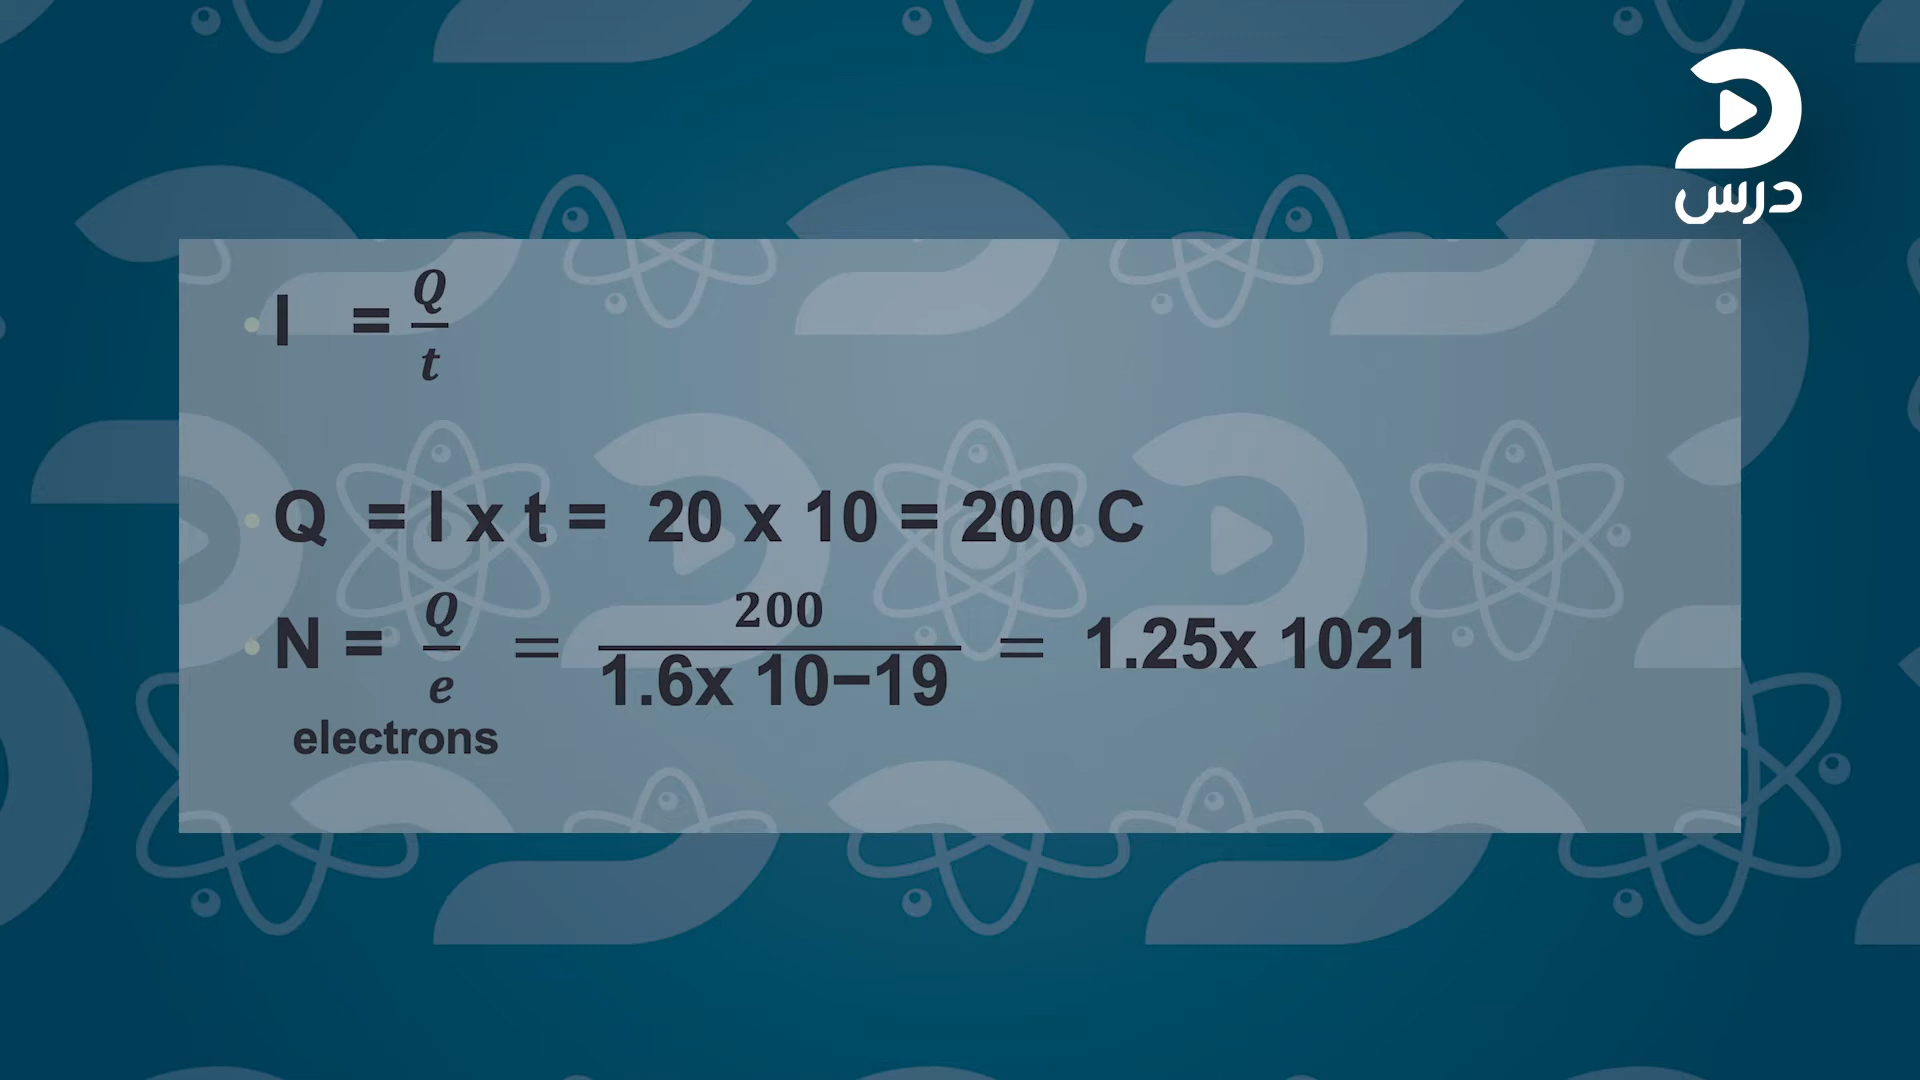 درس
I = Q/t
Q = I x t = 20 x 10 = 200 C
N = Q/e = 200/1.6x 10−19 = 1.25x 1021
electrons